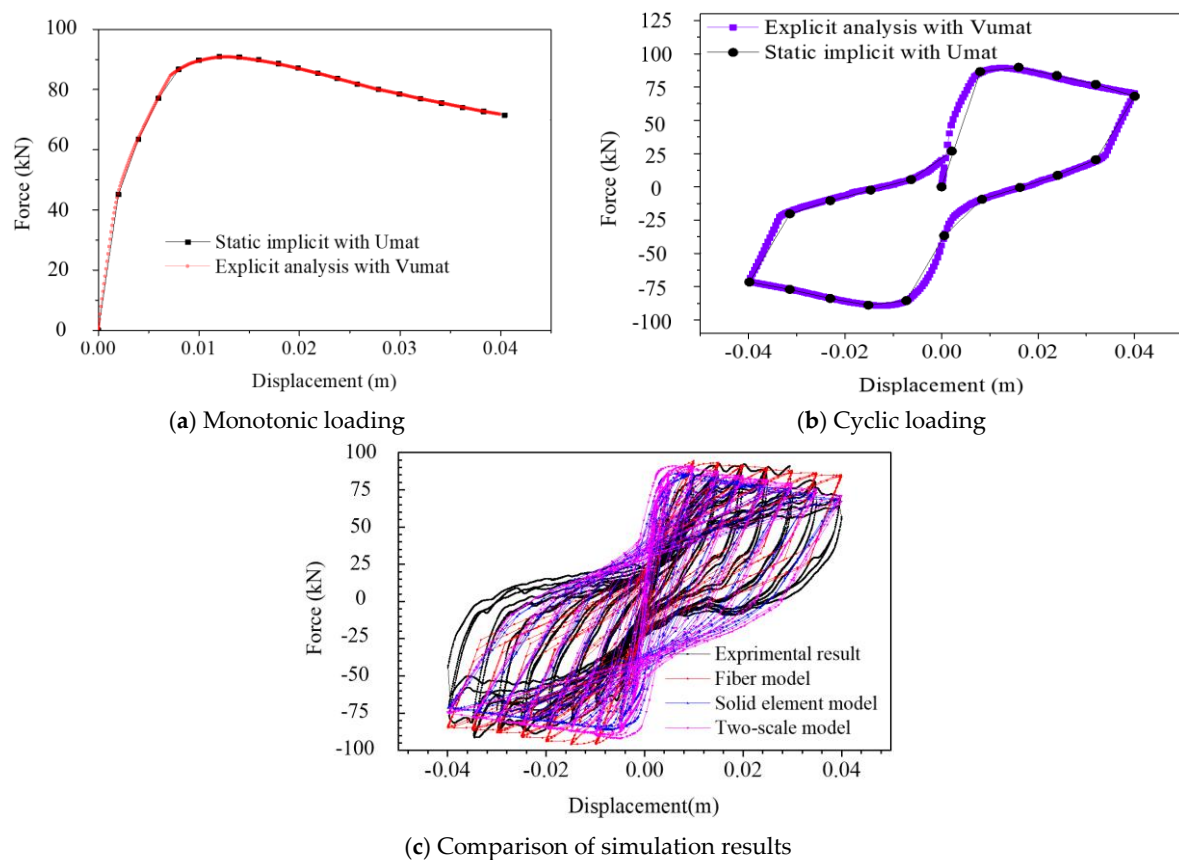 100
80
60
40
20
0
Force (kN)
Static implicit with Umat
Explicit analysis with Vumat
0.00 0.01 0.02 0.03 0.04
Displacement (m)
(a) Monotonic loading
125
100
75
50
25
0
-25
-50
-75
-100
Force (kN)
Explicit analysis with Vumat
Static implicit with Umat
-0.04 -0.02 0.00 0.02 0.04
Displacement (m)
(b) Cyclic loading
100
75
50
25
0
-25
-50
-75
-100
Force (kN)
Exprimental result
Fiber model
Solid element model
Two-scale model
-0.04 -0.02 0.00 0.02 0.04
Displacement(m)
(c) Comparison of simulation results